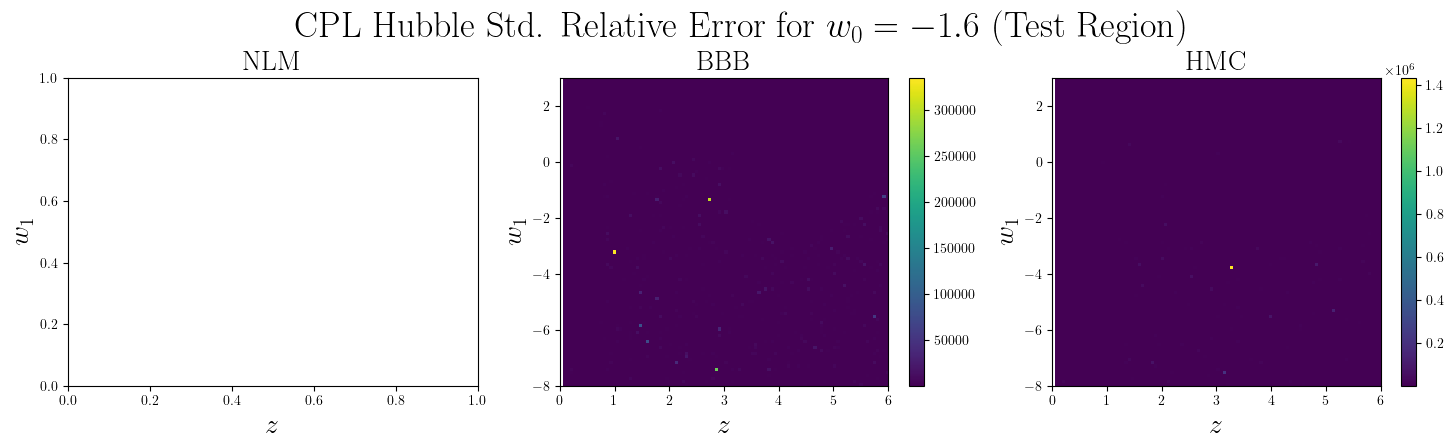 CPL Hubble Std. Relative Error for $w_0 = -1.6$ (Test Region)
NLM
1.0
0.8
0.6
0.4
0.2
0.0
w₁
0.0 0.2 0.4 0.6 0.8 1.0
z
BBB
2
0
−2
−4
−6
−8
w₁
0 1 2 3 4 5 6
z
300000
250000
200000
150000
100000
50000
HMC
2
0
−2
−4
−6
−8
w₁
0 1 2 3 4 5 6
z
×10⁶
1.4
1.2
1.0
0.8
0.6
0.4
0.2